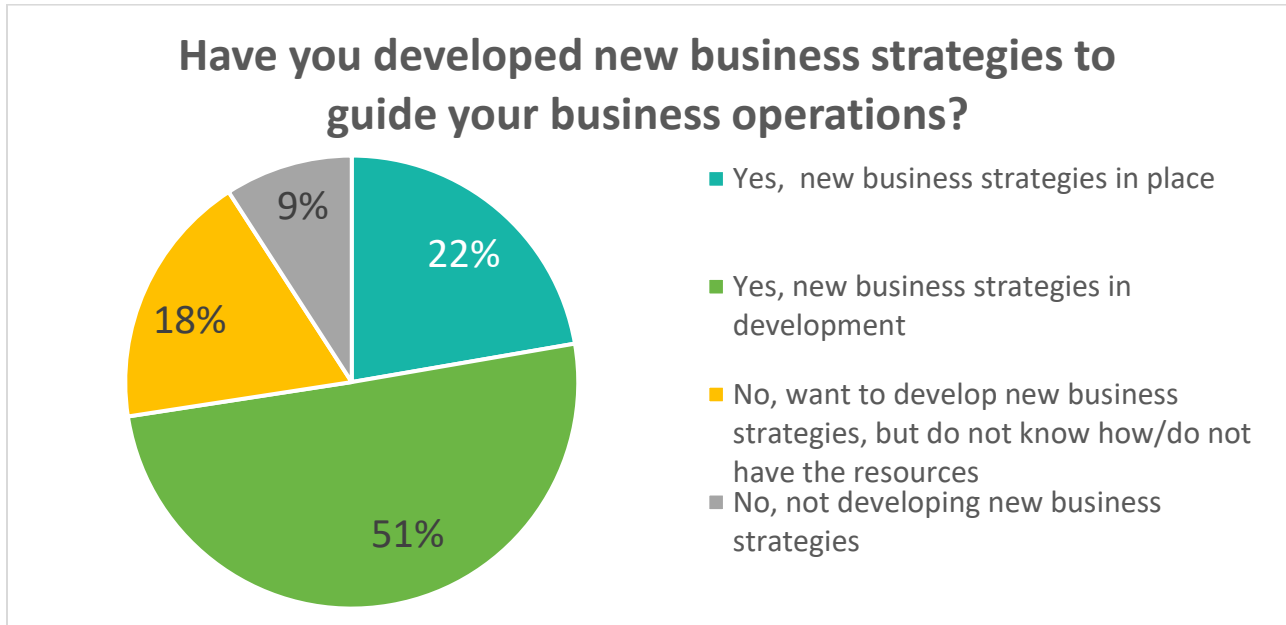 Have you developed new business strategies to
guide your business operations?
9%
22%
18%
51%
Yes,  new business strategies in place
Yes, new business strategies in
development
No, want to develop new business
strategies, but do not know how/do not
have the resources
No, not developing new business
strategies